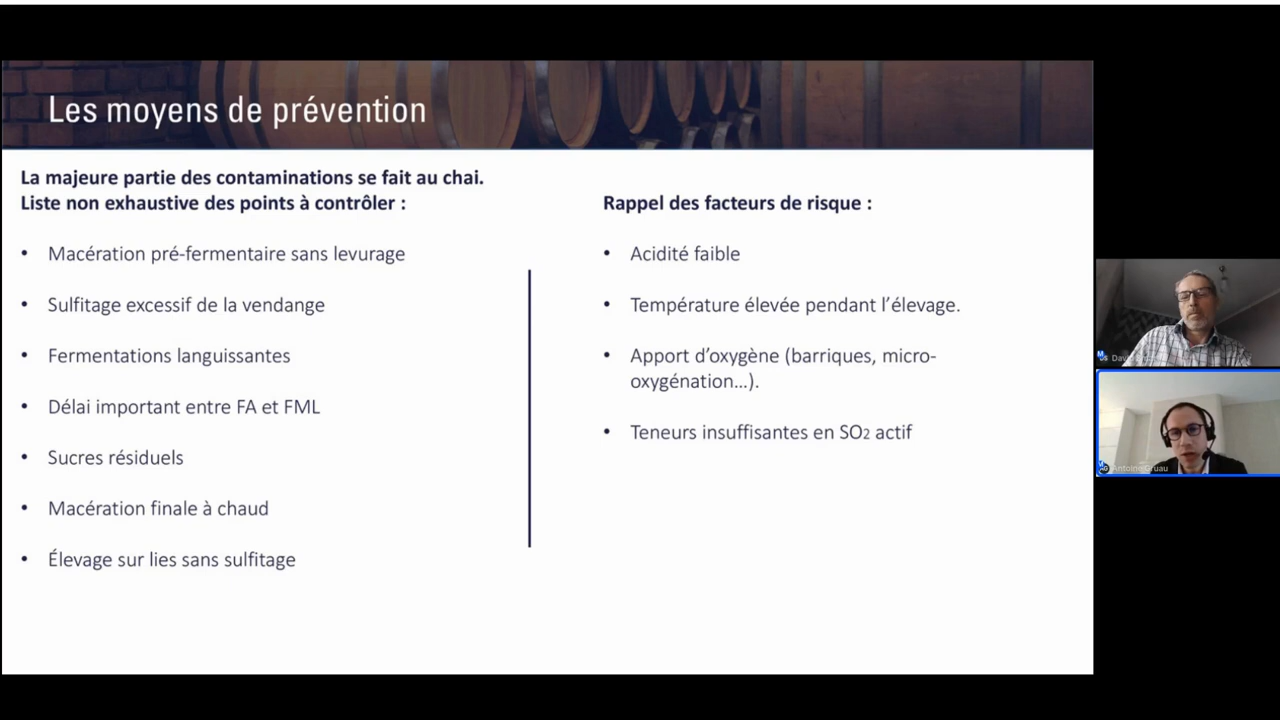 Les moyens de prévention
La majeure partie des contaminations se fait au chai.
Liste non exhaustive des points à contrôler :
• Macération pré-fermentaire sans levurage
• Sulfitage excessif de la vendange
• Fermentations languissantes
• Délai important entre FA et FML
• Sucres résiduels
• Macération finale à chaud
• Élevage sur lies sans sulfitage
Rappel des facteurs de risque :
• Acidité faible
• Température élevée pendant l’élevage.
• Apport d’oxygène (barriques, micro-
oxygénation…).
• Teneurs insuffisantes en SO2 actif
Antoine Gruau